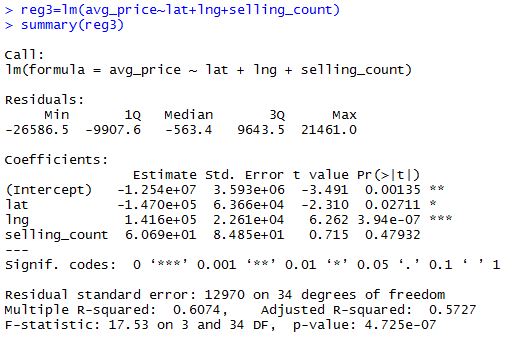 > reg3=lm(avg_price~lat+lng+selling_count)
> summary(reg3)
Call:
lm(formula = avg_price ~ lat + lng + selling_count)
Residuals:
Min 1Q Median 3Q Max
-26586.5 -9907.6 -563.4 9643.5 21461.0
Coefficients:
Estimate Std. Error t value Pr(>|t|)
(Intercept) -1.254e+07 3.593e+06 -3.491 0.00135 **
lat -1.470e+05 6.366e+04 -2.310 0.02711 *
lng 1.416e+05 2.261e+04 6.262 3.94e-07 ***
selling_count 6.069e+01 8.485e+01 0.715 0.47932
---
Signif. codes: 0 ‘***’ 0.001 ‘**’ 0.01 ‘*’ 0.05 ‘.’ 0.1 ‘ ’ 1
Residual standard error: 12970 on 34 degrees of freedom
Multiple R-squared: 0.6074, Adjusted R-squared: 0.5727
F-statistic: 17.53 on 3 and 34 DF, p-value: 4.725e-07